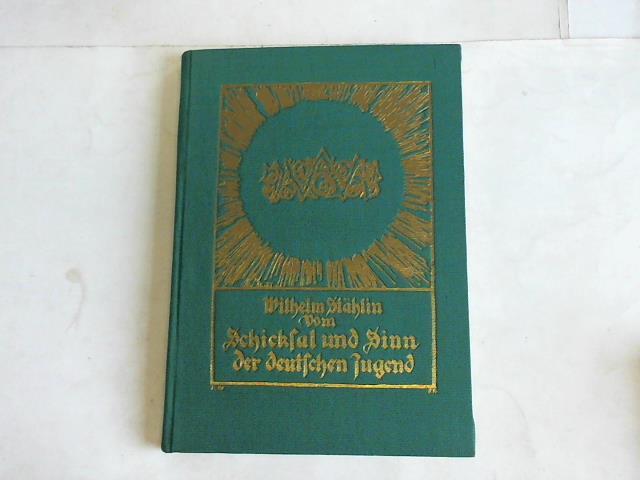 Wilhelm Stählin
Vom
Schicksal und Sinn
der deutschen Jugend